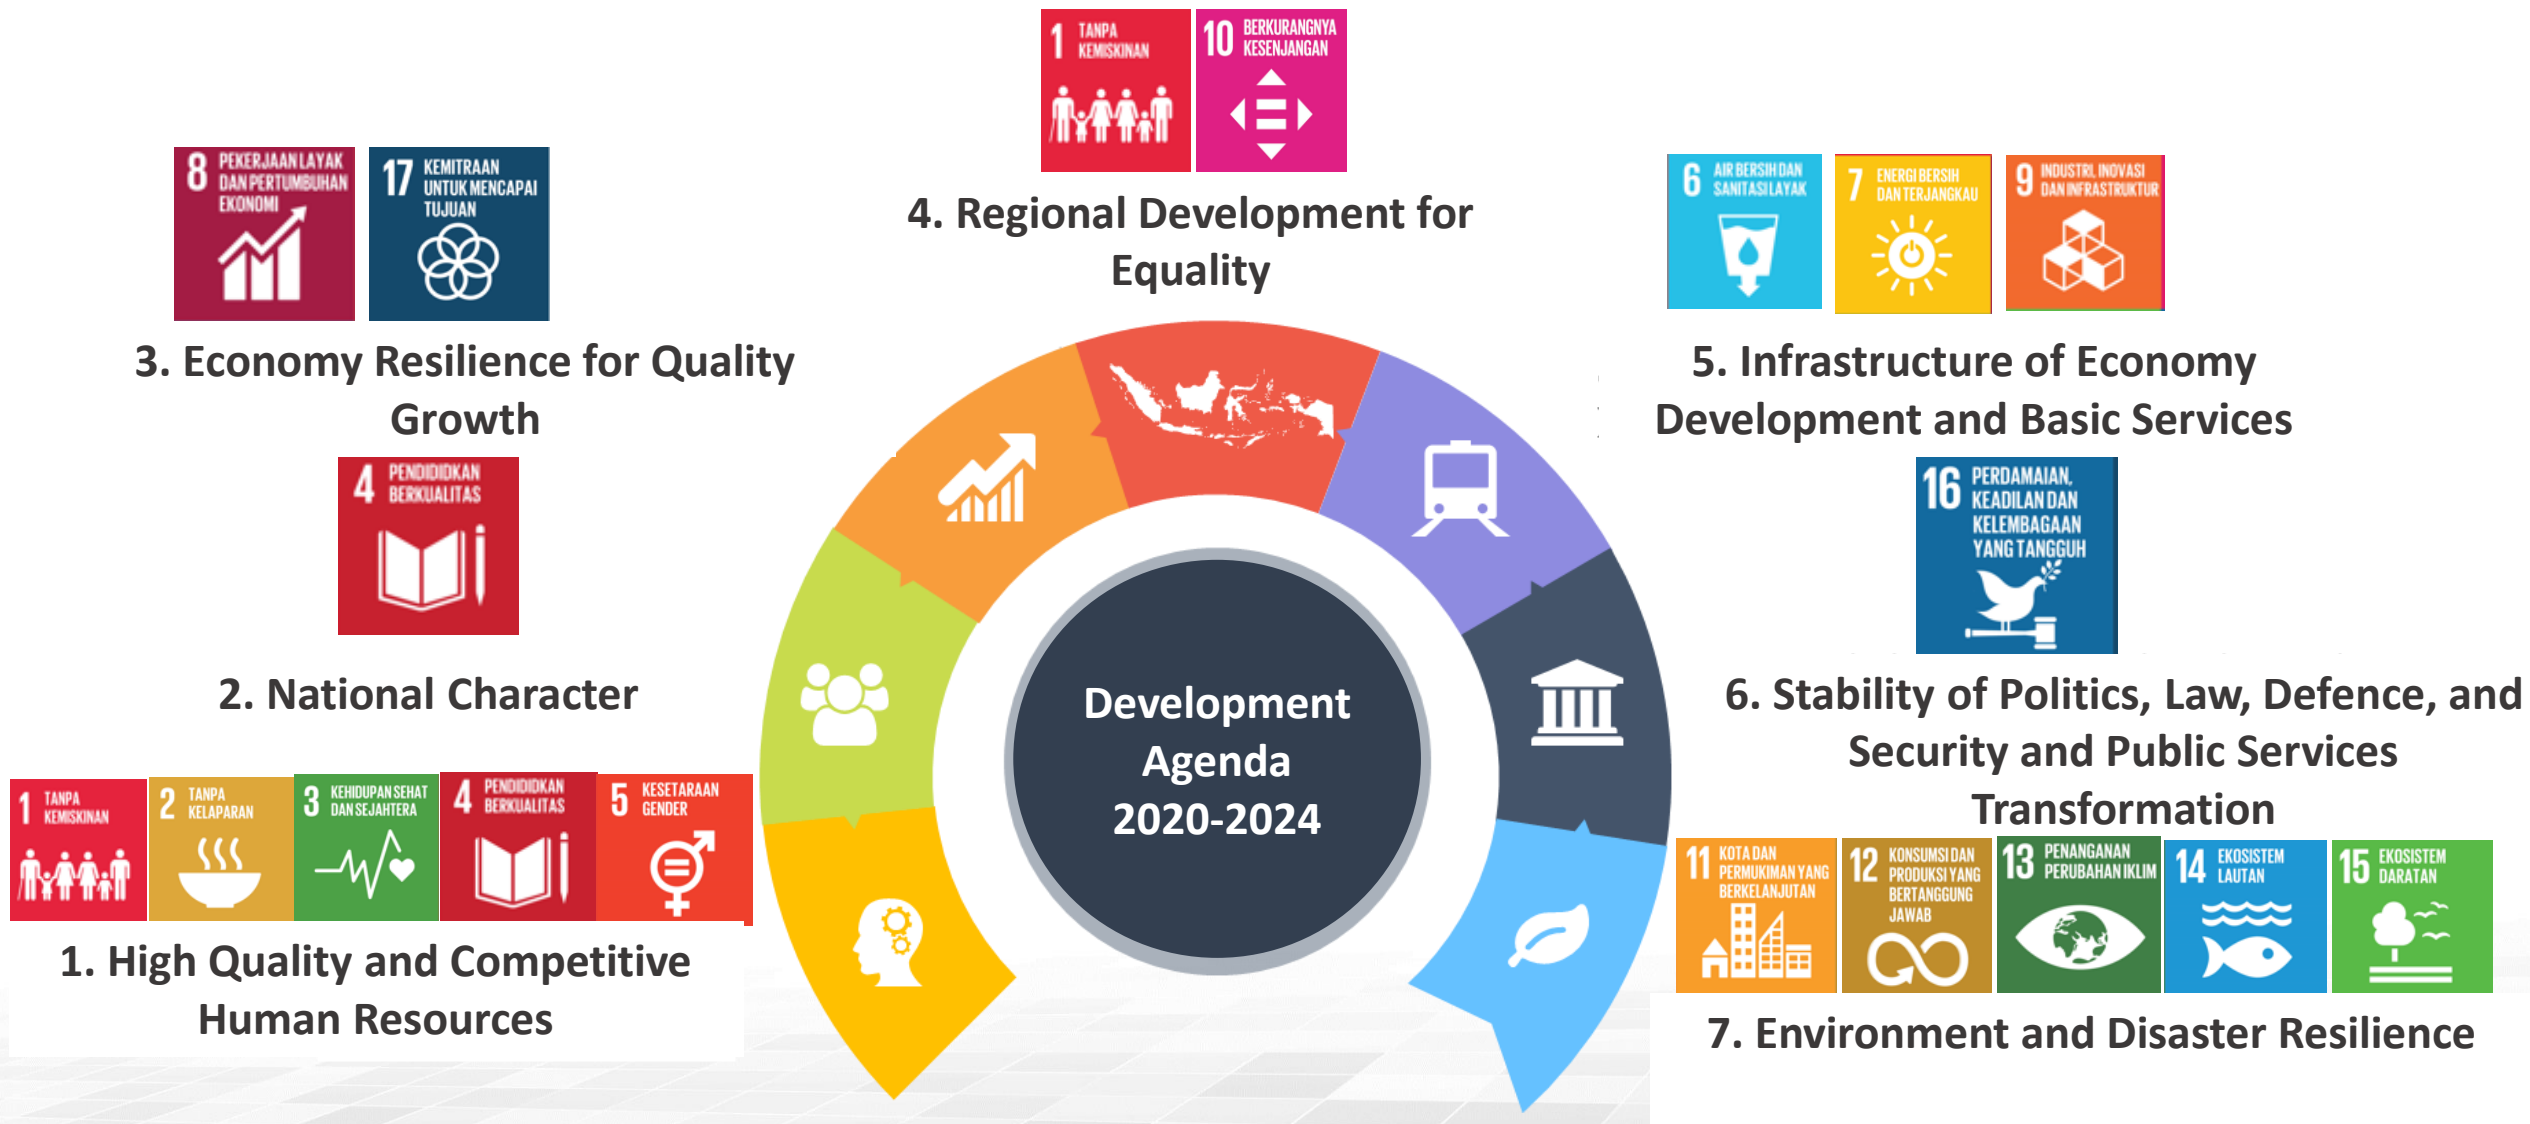 1 TANPA
KEMISKINAN
10 BERKURANGNYA
KESENJANGAN
4. Regional Development for
Equality
8 PEKERJAAN LAYAK
DAN PERTUMBUHAN
EKONOMI
17 KEMITRAAN
UNTUK MENCAPAI
TUJUAN
3. Economy Resilience for Quality
Growth
6 AIR BERSIH DAN
SANITASI LAYAK
7 ENERGI BERSIH
DAN TERJANGKAU
9 INDUSTRI, INOVASI
DAN INFRASTRUKTUR
5. Infrastructure of Economy
Development and Basic Services
4 PENDIDIDKAN
BERKUALITAS
2. National Character
16 PERDAMAIAN,
KEADILAN DAN
KELEMBAGAAN
YANG TANGGUH
6. Stability of Politics, Law, Defence, and
Security and Public Services
Transformation
Development
Agenda
2020-2024
1 TANPA
KEMISKINAN
2 TANPA
KELAPARAN
3 KEHIDUPAN SEHAT
DAN SEJAHTERA
4 PENDIDIDKAN
BERKUALITAS
5 KESETARAAN
GENDER
1. High Quality and Competitive
Human Resources
11 KOTA DAN
PERMUKIMAN YANG
BERKELANJUTAN
12 KONSUMSI DAN
PRODUKSI YANG
BERTANGGUNG
JAWAB
13 PENANGANAN
PERUBAHAN IKLIM
14 EKOSISTEM
LAUTAN
15 EKOSISTEM
DARATAN
7. Environment and Disaster Resilience